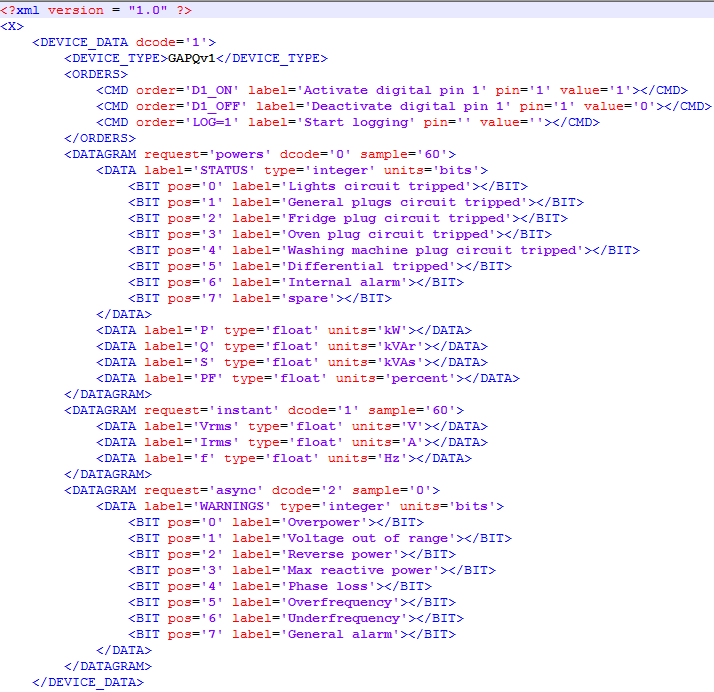 <?xml version = "1.0" ?>
<X>
    <DEVICE_DATA dcode='1'>
        <DEVICE_TYPE>GAPQv1</DEVICE_TYPE>
        <ORDERS>
            <CMD order='D1_ON' label='Activate digital pin 1' pin='1' value='1'></CMD>
            <CMD order='D1_OFF' label='Deactivate digital pin 1' pin='1' value='0'></CMD>
            <CMD order='LOG=1' label='Start logging' pin='' value=''></CMD>
        </ORDERS>
        <DATAGRAM request='powers' dcode='0' sample='60'>
            <DATA label='STATUS' type='integer' units='bits'>
                <BIT pos='0' label='Lights circuit tripped'></BIT>
                <BIT pos='1' label='General plugs circuit tripped'></BIT>
                <BIT pos='2' label='Fridge plug circuit tripped'></BIT>
                <BIT pos='3' label='Oven plug circuit tripped'></BIT>
                <BIT pos='4' label='Washing machine plug circuit tripped'></BIT>
                <BIT pos='5' label='Differential tripped'></BIT>
                <BIT pos='6' label='Internal alarm'></BIT>
                <BIT pos='7' label='spare'></BIT>
            </DATA>
            <DATA label='P' type='float' units='kW'></DATA>
            <DATA label='Q' type='float' units='kVAr'></DATA>
            <DATA label='S' type='float' units='kVAs'></DATA>
            <DATA label='PF' type='float' units='percent'></DATA>
        </DATAGRAM>
        <DATAGRAM request='instant' dcode='1' sample='60'>
            <DATA label='Vrms' type='float' units='V'></DATA>
            <DATA label='Irms' type='float' units='A'></DATA>
            <DATA label='f' type='float' units='Hz'></DATA>
        </DATAGRAM>
        <DATAGRAM request='async' dcode='2' sample='0'>
            <DATA label='WARNINGS' type='integer' units='bits'>
                <BIT pos='0' label='Overpower'></BIT>
                <BIT pos='1' label='Voltage out of range'></BIT>
                <BIT pos='2' label='Reverse power'></BIT>
                <BIT pos='3' label='Max reactive power'></BIT>
                <BIT pos='4' label='Phase loss'></BIT>
                <BIT pos='5' label='Overfrequency'></BIT>
                <BIT pos='6' label='Underfrequency'></BIT>
                <BIT pos='7' label='General alarm'></BIT>
            </DATA>
        </DATAGRAM>
    </DEVICE_DATA>